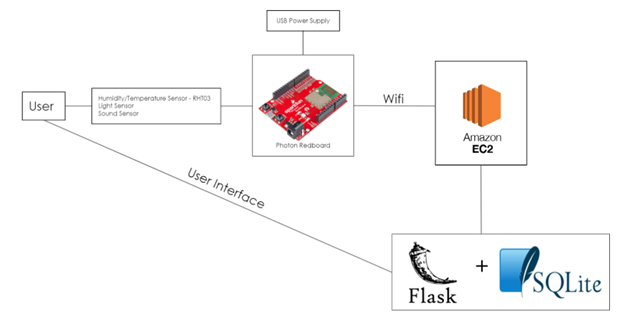 USB Power Supply
User
Humidity/Temperature Sensor - RHT03
Light Sensor
Sound Sensor
Photon Redboard
Wifi
Amazon
EC2
User Interface
Flask
+
SQLite